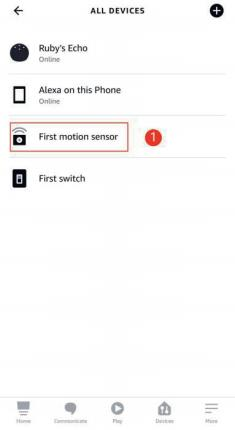 ALL DEVICES
Ruby's Echo
Online
Alexa on this Phone
Online
First motion sensor
1
First switch
Home Communicate Play Devices More